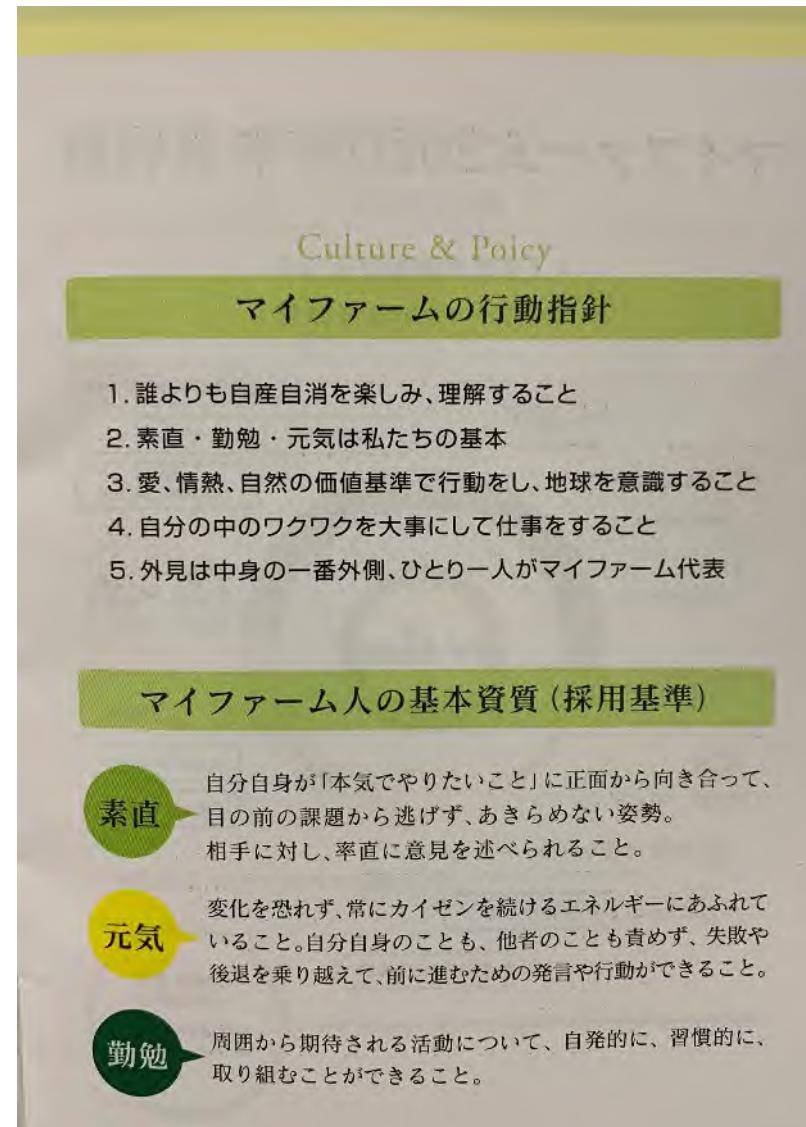 Culture & Poicy
マイファームの行動指針
1. 誰よりも自産自消を楽しみ、理解すること
2. 素直・勤勉・元気は私たちの基本
3. 愛、情熱、自然の価値基準で行動をし、地球を意識すること
4. 自分の中のワクワクを大事にして仕事をすること
5. 外見は中身の一番外側、ひとり一人がマイファーム代表
マイファーム人の基本資質（採用基準）
素直
自分自身が「本気でやりたいこと」に正面から向き合って、
目の前の課題から逃げず、あきらめない姿勢。
相手に対し、率直に意見を述べられること。
元気
変化を恐れず、常にカイゼンを続けるエネルギーにあふれて
いること。自分自身のことも、他者のことも責めず、失敗や
後退を乗り越えて、前に進むための発言や行動ができること。
勤勉
周囲から期待される活動について、自発的に、習慣的に、
取り組むことができること。